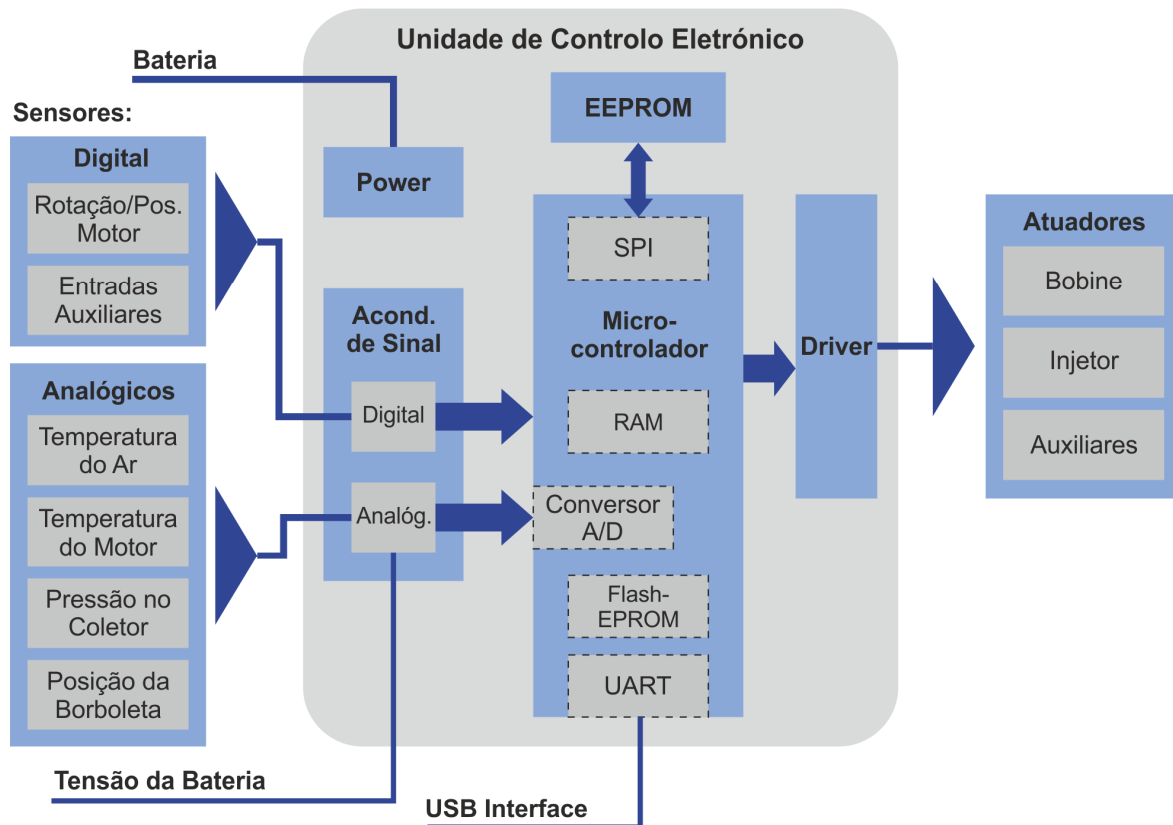 Unidade de Controlo Eletrónico
Bateria
Sensores:
Digital
Rotação/Pos.
Motor
Entradas
Auxiliares
Analógicos
Temperatura
do Ar
Temperatura
do Motor
Pressão no
Coletor
Posição da
Borboleta
Tensão da Bateria
Power
Acond.
de Sinal
Digital
Analóg.
EEPROM
SPI
Micro-
controlador
RAM
Conversor
A/D
Flash-
EPROM
UART
USB Interface
Driver
Atuadores
Bobine
Injetor
Auxiliares